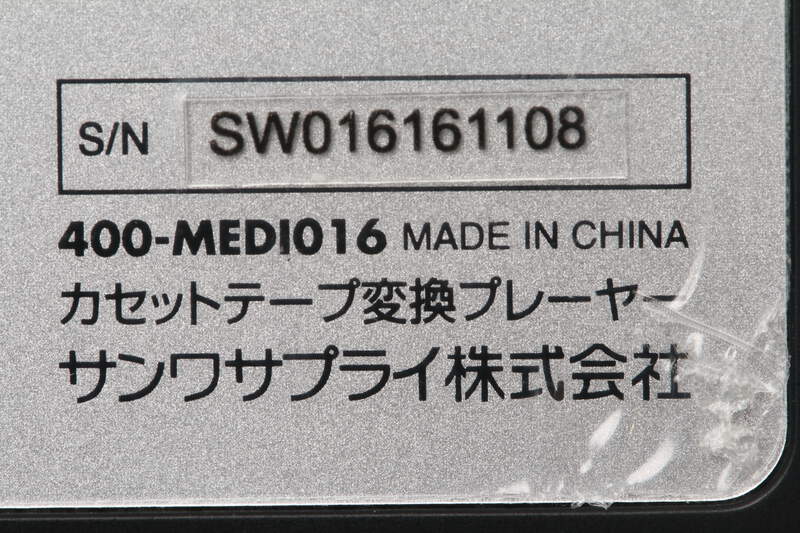 S/N SW016161108
400-MEDI016 MADE IN CHINA
カセットテープ変換プレーヤー
サンワサプライ株式会社